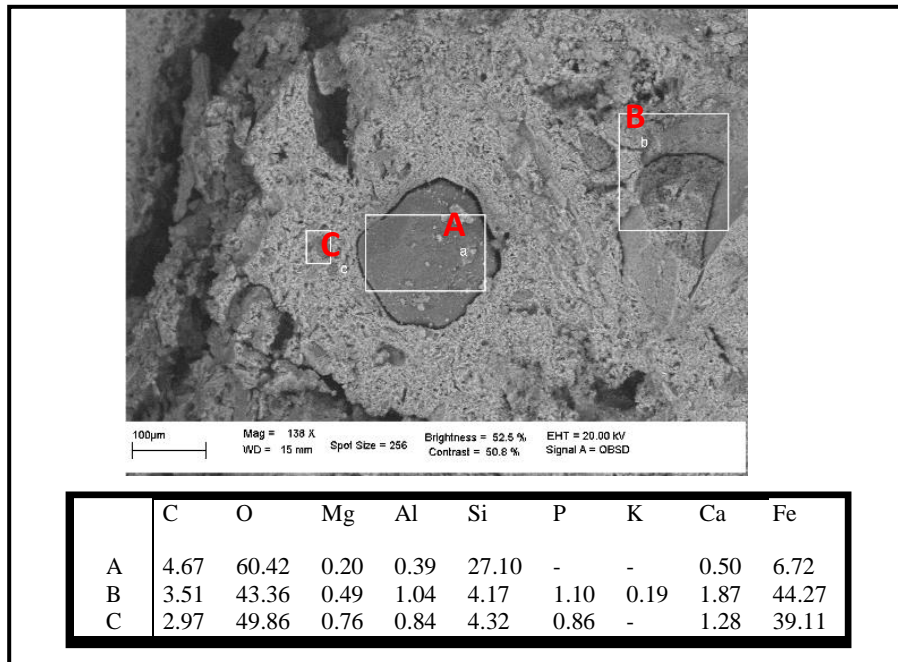 B
b
A
a
C
c
100µm
Mag = 138 X
WD = 15 mm
Spot Size = 256
Brightness = 52.5 %
Contrast = 50.8 %
EHT = 20.00 kV
Signal A = QBSD
C O Mg Al Si P K Ca Fe
A 4.67 60.42 0.20 0.39 27.10 - - 0.50 6.72
B 3.51 43.36 0.49 1.04 4.17 1.10 0.19 1.87 44.27
C 2.97 49.86 0.76 0.84 4.32 0.86 - 1.28 39.11